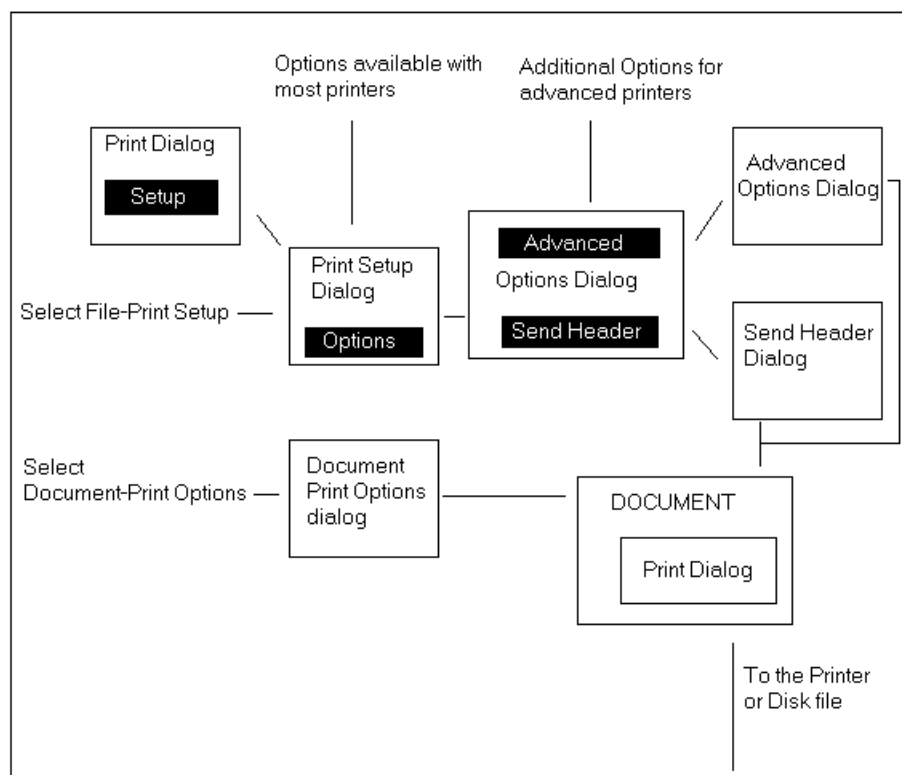 Options available with
most printers
Additional Options for
advanced printers
Print Dialog
Setup
Advanced
Options Dialog
Advanced
Options Dialog
Print Setup
Dialog
Options
Select File-Print Setup
Send Header
Send Header
Dialog
Select
Document-Print Options
Document
Print Options
dialog
DOCUMENT
Print Dialog
To the Printer
or Disk file